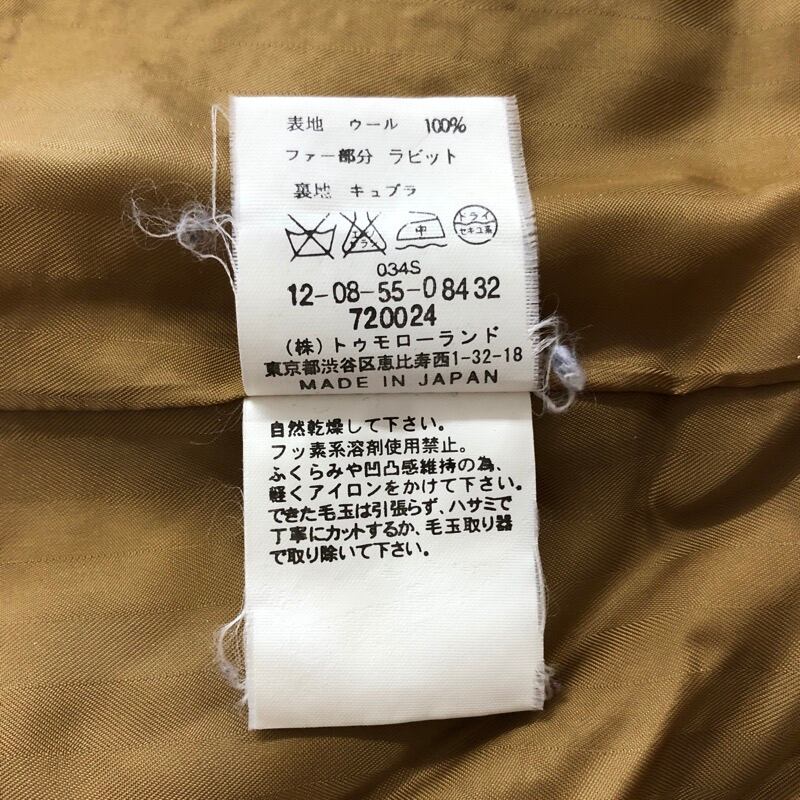 表地 ウール 100%
ファー部分 ラビット
裏地 キュプラ
エンソ
サラシ
中
ドライ
セキユ系
034S
12-08-55-08432
720024
(株)トゥモローランド
東京都渋谷区恵比寿西1-32-18
MADE IN JAPAN
自然乾燥して下さい。
フッ素系溶剤使用禁止。
ふくらみや凹凸感維持の為、
軽くアイロンをかけて下さい。
できた毛玉は引張らず、ハサミで
丁寧にカットするか、毛玉取り器
で取り除いて下さい。